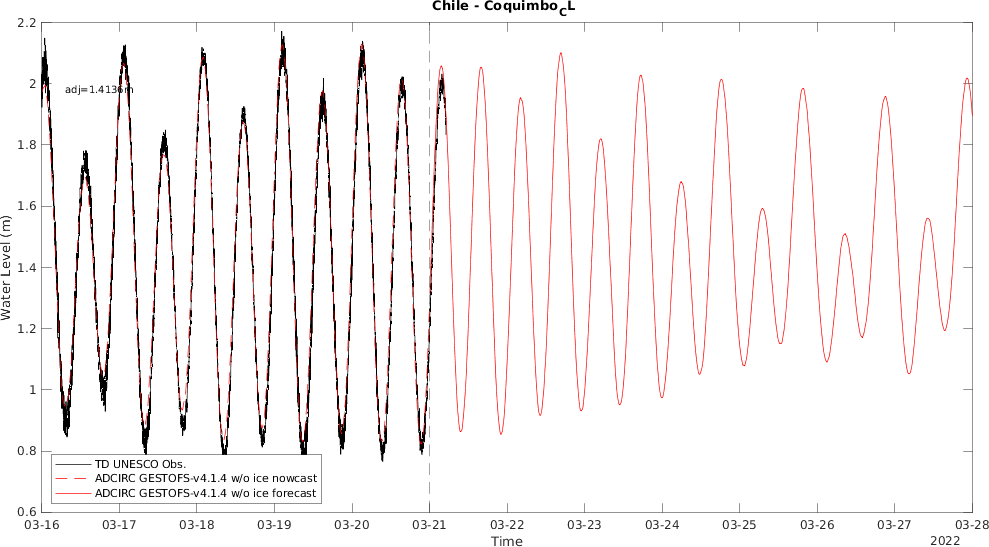 Chile - Coquimbo_CL
2.2
2
1.8
1.6
1.4
1.2
1
0.8
0.6
Water Level (m)
adj=1.4136m
TD UNESCO Obs.
ADCIRC GESTOFS-v4.1.4 w/o ice nowcast
ADCIRC GESTOFS-v4.1.4 w/o ice forecast
03-16 03-17 03-18 03-19 03-20 03-21 03-22 03-23 03-24 03-25 03-26 03-27 03-28
Time
2022